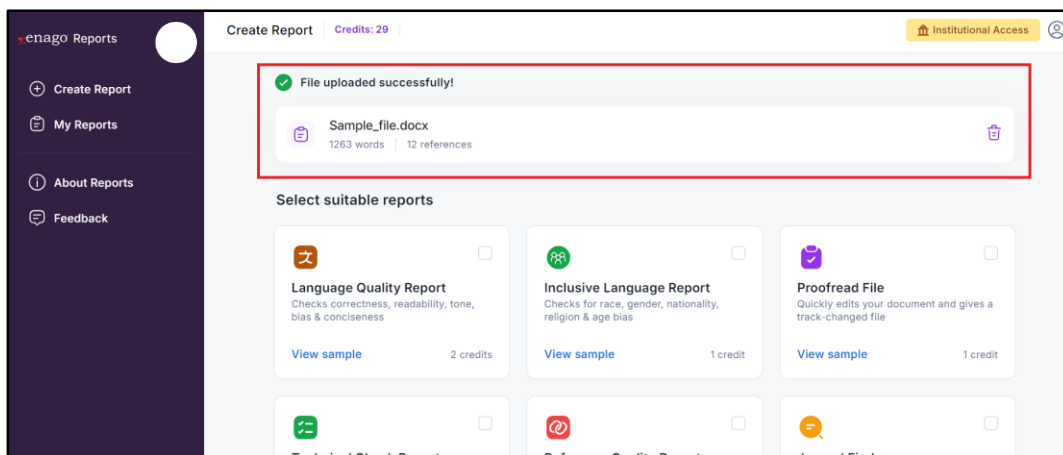 enago Reports
Create Report
My Reports
About Reports
Feedback
Create Report
Credits: 29
Institutional Access
File uploaded successfully!
Sample_file.docx
1263 words | 12 references
Select suitable reports
文
Language Quality Report
Checks correctness, readability, tone,
bias & conciseness
View sample
2 credits
Inclusive Language Report
Checks for race, gender, nationality,
religion & age bias
View sample
1 credit
Proofread File
Quickly edits your document and gives a
track-changed file
View sample
1 credit